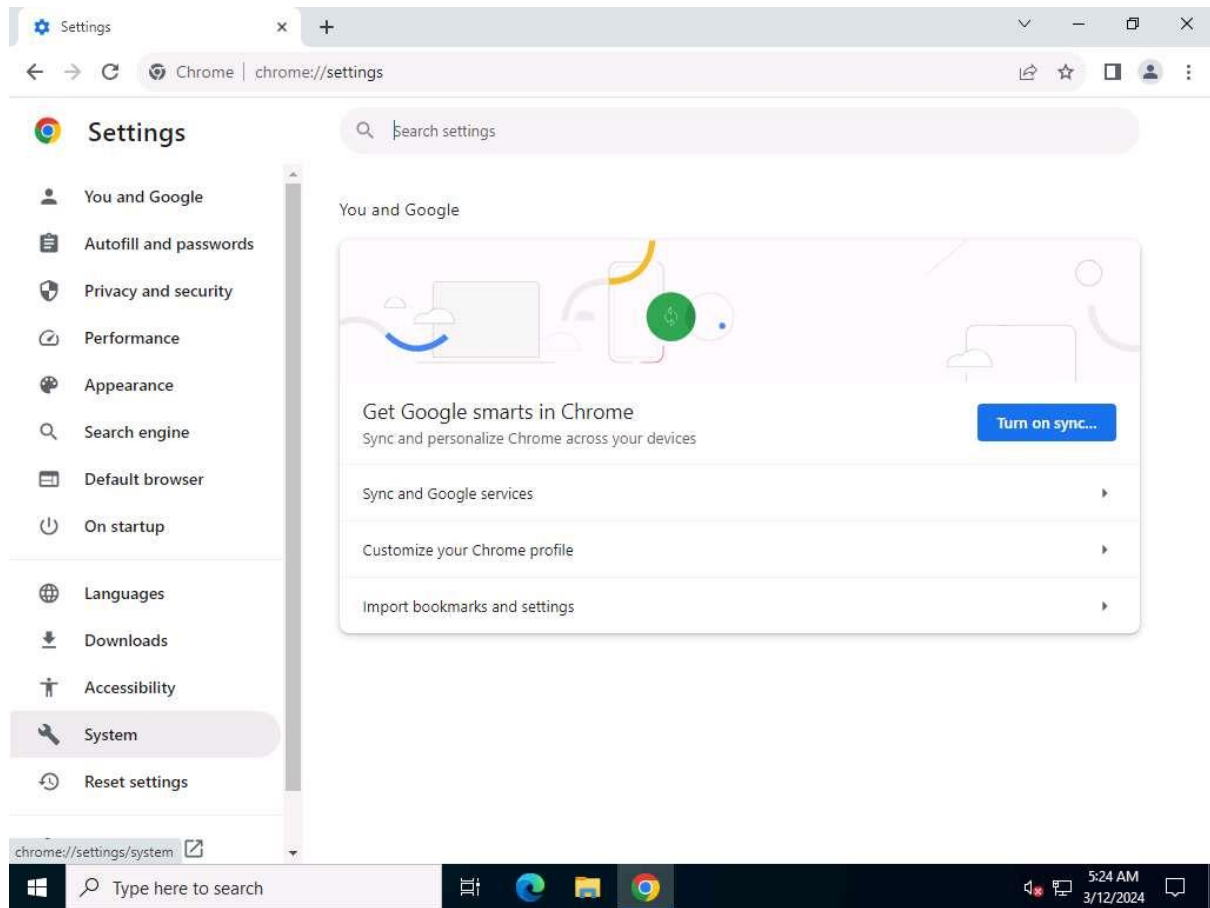 Settings
Chrome | chrome://settings
Settings
Search settings
You and Google
Autofill and passwords
Privacy and security
Performance
Appearance
Search engine
Default browser
On startup
Languages
Downloads
Accessibility
System
Reset settings
You and Google
Get Google smarts in Chrome
Sync and personalize Chrome across your devices
Turn on sync...
Sync and Google services
Customize your Chrome profile
Import bookmarks and settings
chrome://settings/system
Type here to search
5:24 AM
3/12/2024